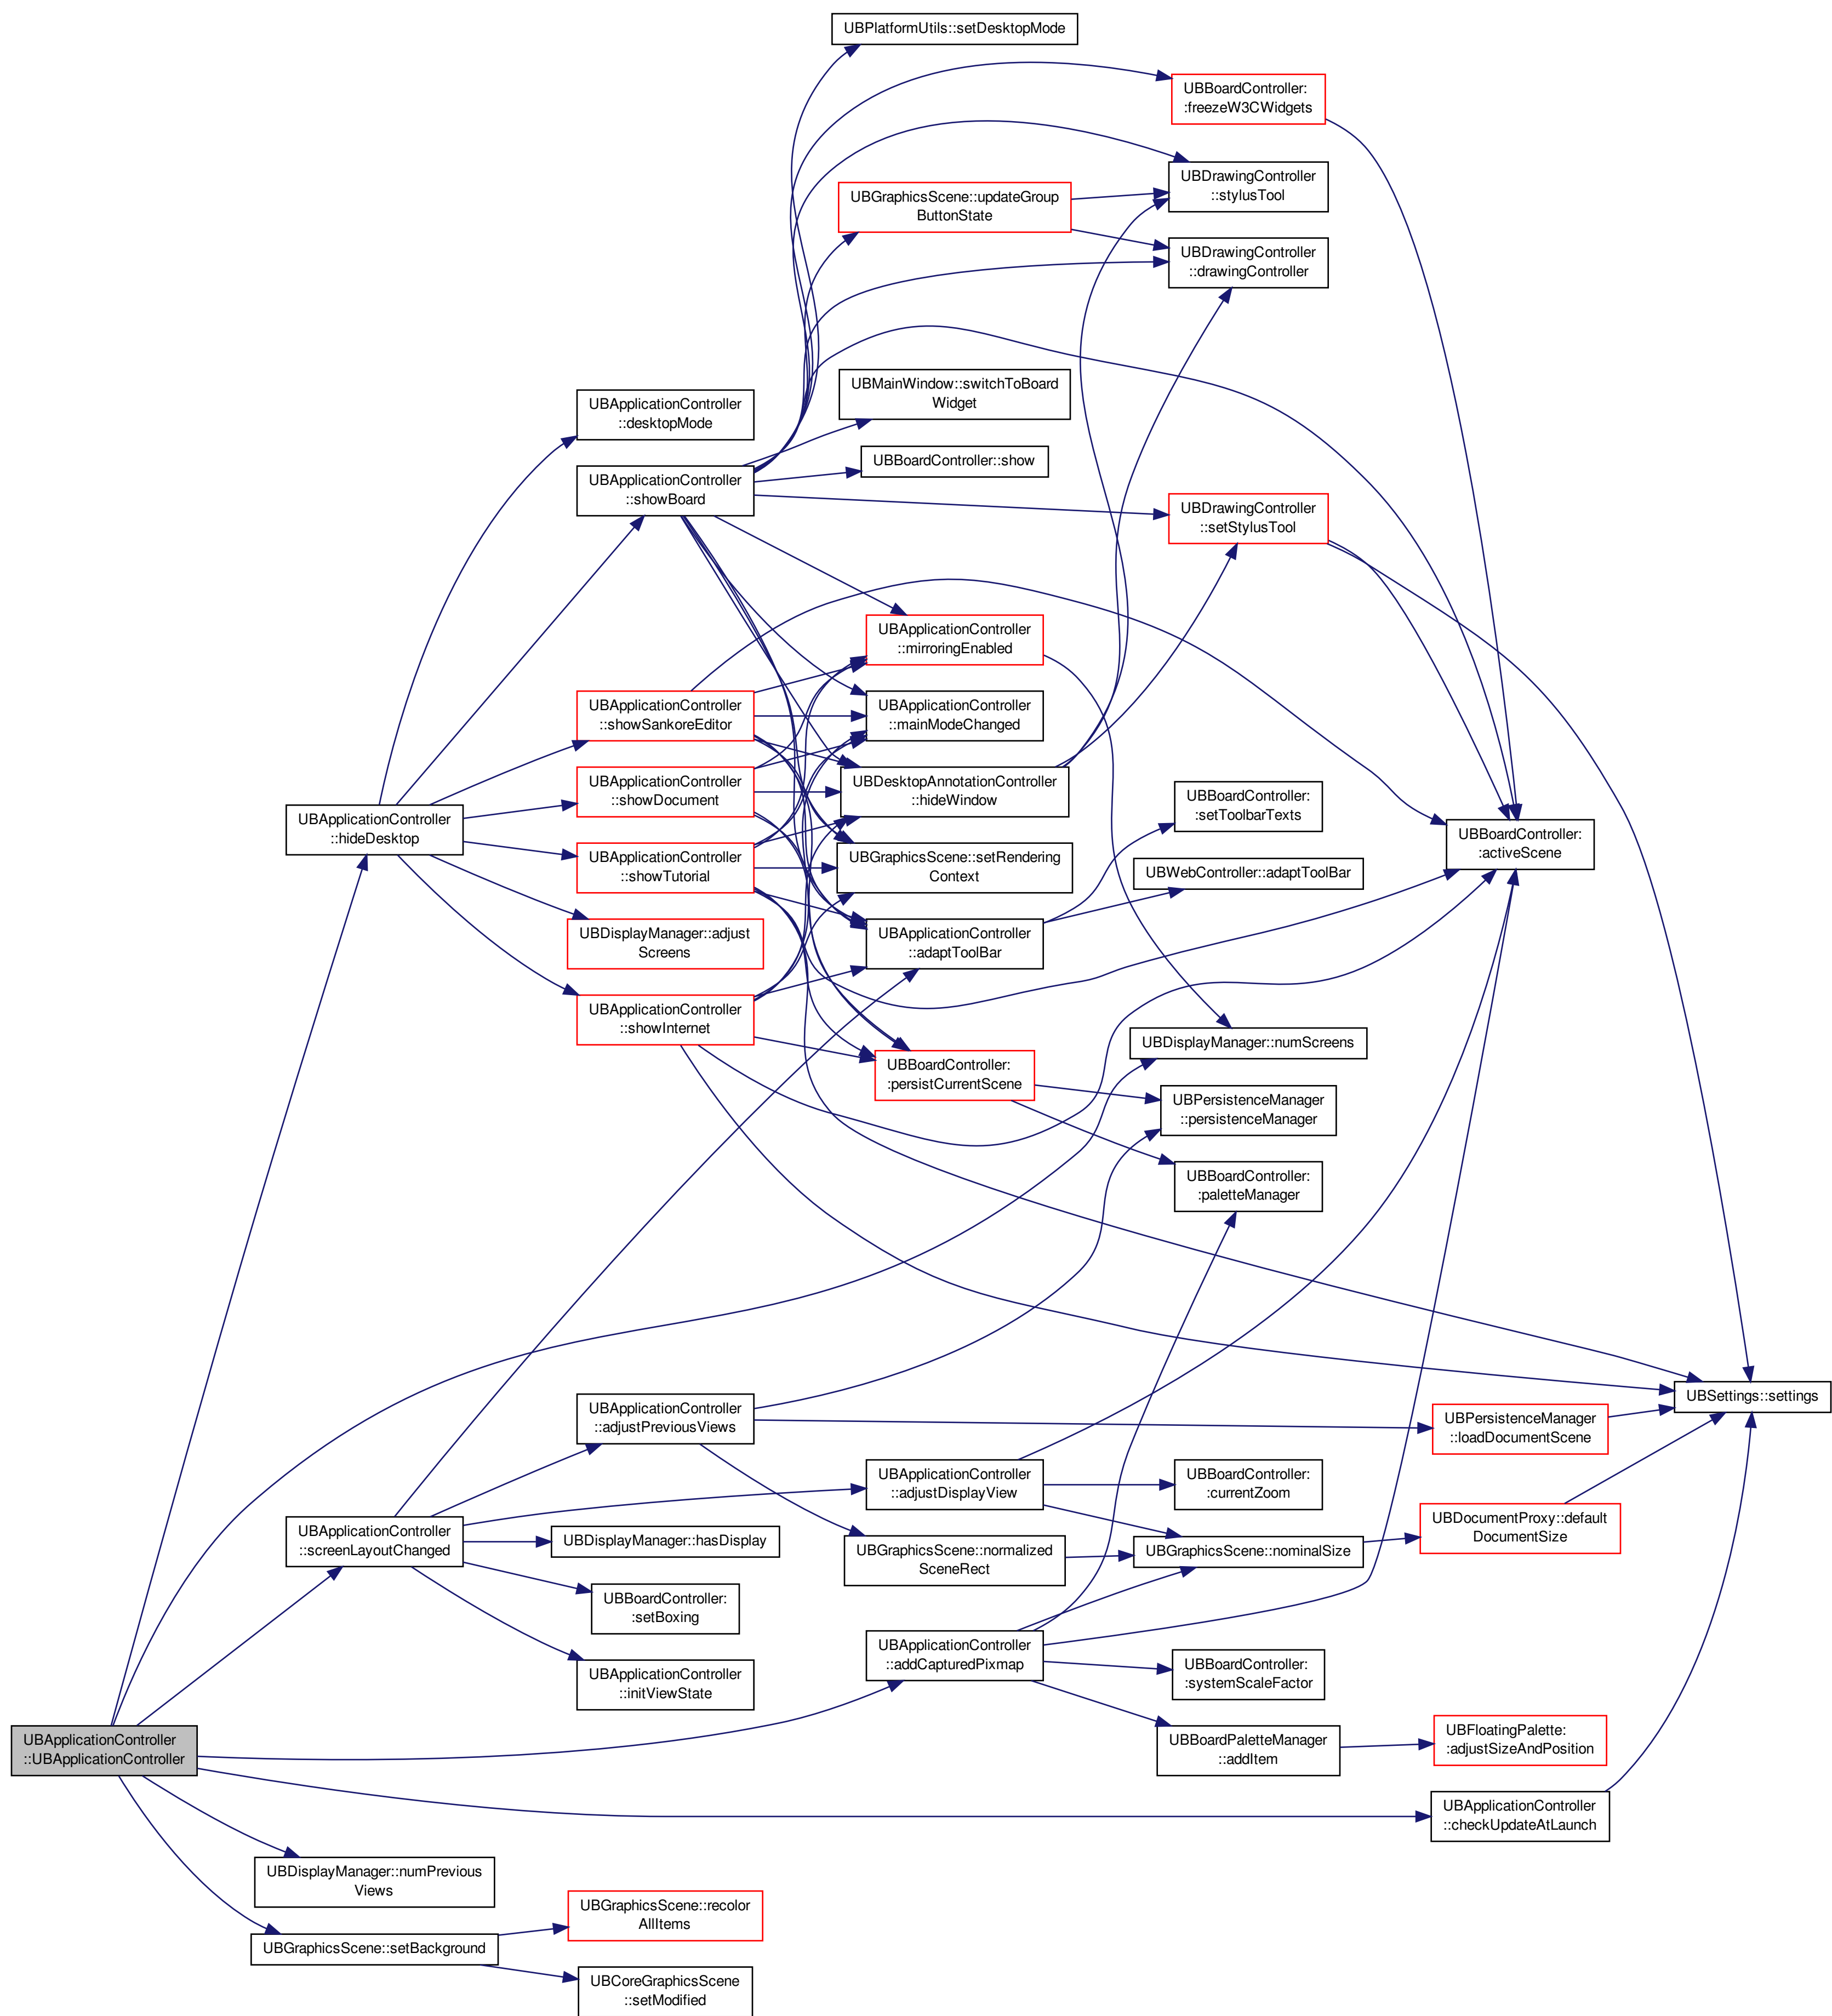 UBPlatformUtils::setDesktopMode
UBBoardController:
:freezeW3CWidgets
UBDrawingController
::stylusTool
UBGraphicsScene::updateGroup
ButtonState
UBDrawingController
::drawingController
UBMainWindow::switchToBoard
Widget
UBApplicationController
::desktopMode
UBBoardController::show
UBApplicationController
::showBoard
UBDrawingController
::setStylusTool
UBApplicationController
::mirroringEnabled
UBApplicationController
::showSankoreEditor
UBApplicationController
::mainModeChanged
UBApplicationController
::showDocument
UBDesktopAnnotationController
::hideWindow
UBBoardController:
:setToolbarTexts
UBApplicationController
::hideDesktop
UBBoardController:
:activeScene
UBApplicationController
::showTutorial
UBGraphicsScene::setRendering
Context
UBWebController::adaptToolBar
UBDisplayManager::adjust
Screens
UBApplicationController
::adaptToolBar
UBApplicationController
::showInternet
UBDisplayManager::numScreens
UBBoardController:
:persistCurrentScene
UBPersistenceManager
::persistenceManager
UBBoardController:
:paletteManager
UBSettings::settings
UBApplicationController
::adjustPreviousViews
UBPersistenceManager
::loadDocumentScene
UBApplicationController
::adjustDisplayView
UBBoardController:
:currentZoom
UBApplicationController
::screenLayoutChanged
UBDisplayManager::hasDisplay
UBGraphicsScene::normalized
SceneRect
UBGraphicsScene::nominalSize
UBDocumentProxy::default
DocumentSize
UBBoardController:
:setBoxing
UBApplicationController
::addCapturedPixmap
UBBoardController:
:systemScaleFactor
UBApplicationController
::initViewState
UBApplicationController
::UBApplicationController
UBBoardPaletteManager
::addItem
UBFloatingPalette:
:adjustSizeAndPosition
UBApplicationController
::checkUpdateAtLaunch
UBDisplayManager::numPrevious
Views
UBGraphicsScene::recolor
AllItems
UBGraphicsScene::setBackground
UBCoreGraphicsScene
::setModified